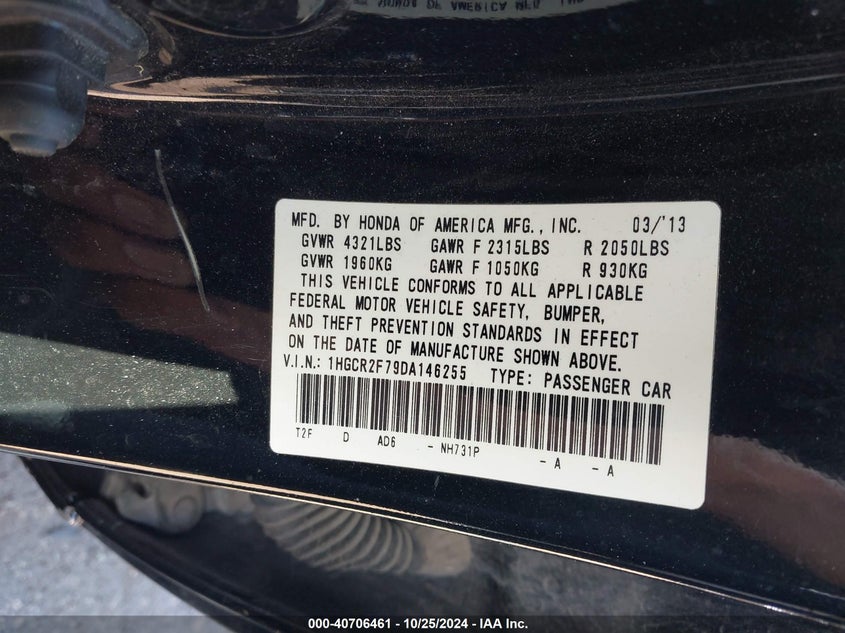 MFD. BY HONDA OF AMERICA MFG., INC. 03/'13
GVWR 4321LBS GAWR F 2315LBS R 2050LBS
GVWR 1960KG GAWR F 1050KG R 930KG
THIS VEHICLE CONFORMS TO ALL APPLICABLE
FEDERAL MOTOR VEHICLE SAFETY, BUMPER,
AND THEFT PREVENTION STANDARDS IN EFFECT
ON THE DATE OF MANUFACTURE SHOWN ABOVE.
V.I.N.: 1HGCR2F79DA146255 TYPE: PASSENGER CAR
T2F D AD6 - NH731P - A - A
000-40706461 - 10/25/2024 - IAA Inc.